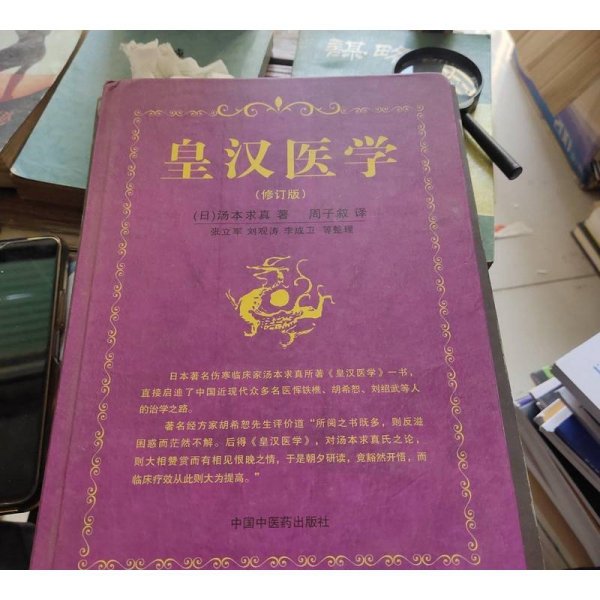 謀略
皇汉医学
（修订版）
（日）汤本求真 著 周子叙 译
张立军 刘观涛 李成卫 等整理
日本著名伤寒临床家汤本求真所著《皇汉医学》一书，
直接启迪了中国近现代众多名医恽铁樵、胡希恕、刘绍武等人
的治学之路。
著名经方家胡希恕先生评价道“所阅之书既多，则反滋
困惑而茫然不解。后得《皇汉医学》，对汤本求真氏之论，
则大相赞赏而有相见恨晚之情，于是朝夕研读，竟豁然开悟，而
临床疗效从此则大为提高。”
中国中医药出版社